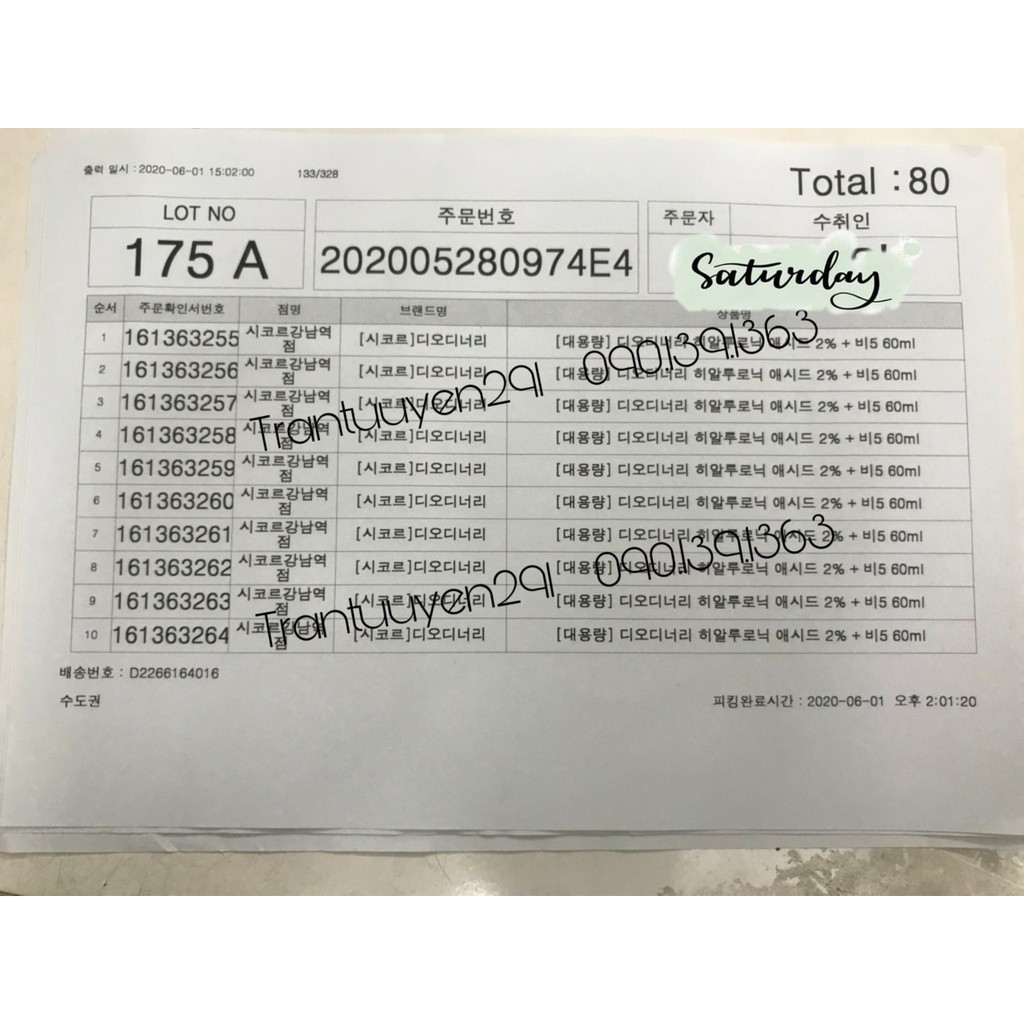 출력 일시 : 2020-06-01 15:02:00 133/328 Total : 80
LOT NO 주문번호 주문자 수취인
175 A 202005280974E4 Saturday
순서 주문확인서번호 점명 브랜드명 상품명
1 161363255 시코르강남역점 [시코르]디오디너리 [대용량] 디오디너리 히알루로닉 애시드 2% + 비5 60ml
2 161363256 시코르강남역점 [시코르]디오디너리 [대용량] 디오디너리 히알루로닉 애시드 2% + 비5 60ml
3 161363257 시코르강남역점 [시코르]디오디너리 [대용량] 디오디너리 히알루로닉 애시드 2% + 비5 60ml
Trantuuyen291 090.139.1363
4 161363258 시코르강남역점 [시코르]디오디너리 [대용량] 디오디너리 히알루로닉 애시드 2% + 비5 60ml
5 161363259 시코르강남역점 [시코르]디오디너리 [대용량] 디오디너리 히알루로닉 애시드 2% + 비5 60ml
6 161363260 시코르강남역점 [시코르]디오디너리 [대용량] 디오디너리 히알루로닉 애시드 2% + 비5 60ml
7 161363261 시코르강남역점 [시코르]디오디너리 [대용량] 디오디너리 히알루로닉 애시드 2% + 비5 60ml
8 161363262 시코르강남역점 [시코르]디오디너리 [대용량] 디오디너리 히알루로닉 애시드 2% + 비5 60ml
9 161363263 시코르강남역점 [시코르]디오디너리 [대용량] 디오디너리 히알루로닉 애시드 2% + 비5 60ml
Trantuuyen291 090.139.1363
10 161363264 시코르강남역점 [시코르]디오디너리 [대용량] 디오디너리 히알루로닉 애시드 2% + 비5 60ml
배송번호 : D2266164016
수도권 피킹완료시간 : 2020-06-01 오후 2:01:20